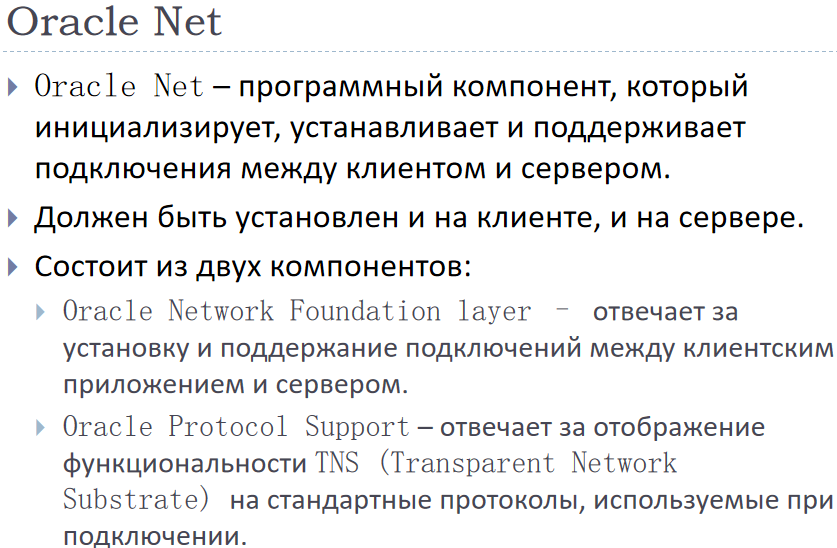 Oracle Net
Oracle Net – программный компонент, который
инициализирует, устанавливает и поддерживает
подключения между клиентом и сервером.
Должен быть установлен и на клиенте, и на сервере.
Состоит из двух компонентов:
Oracle Network Foundation layer – отвечает за
установку и поддержание подключений между клиентским
приложением и сервером.
Oracle Protocol Support – отвечает за отображение
функциональности TNS (Transparent Network
Substrate) на стандартные протоколы, используемые при
подключении.